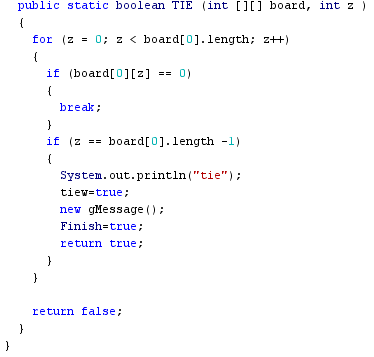 public static boolean TIE (int [][] board, int z )
{
for (z = 0; z < board[0].length; z++)
{
if (board[0][z] == 0)
{
break;
}
if (z == board[0].length -1)
{
System.out.println("tie");
tiew=true;
new gMessage();
Finish=true;
return true;
}
}
return false;
}
}